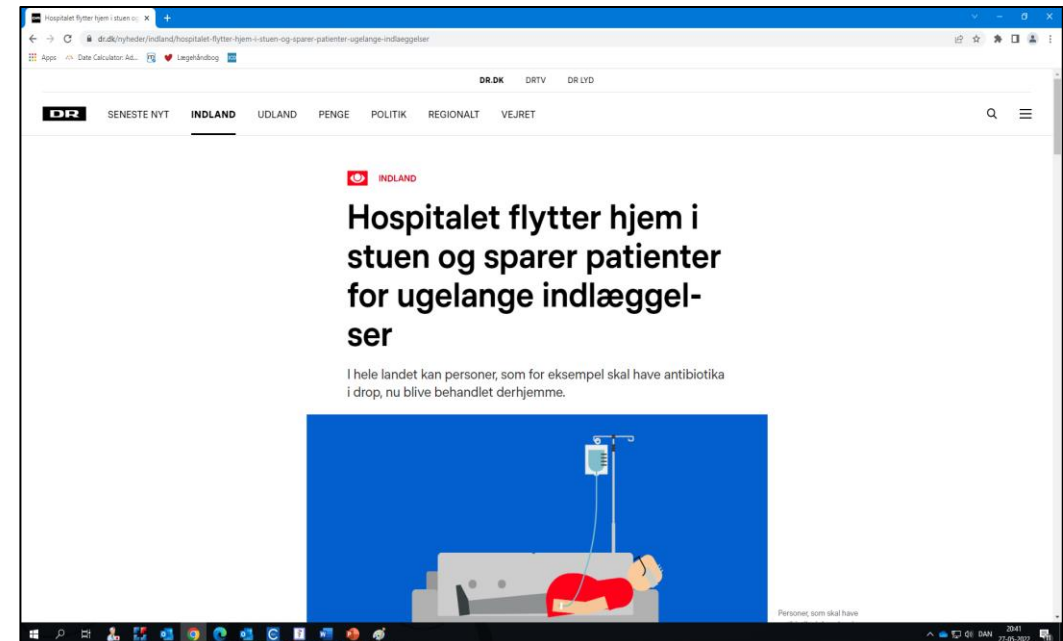 Hospitalet flytter hjem i stuen og
dr.dk/nyheder/indland/hospitalet-flytter-hjem-i-stuen-og-sparer-patienter-ugelange-indlaeggelser
Apps Date Calculator: Ad... Lægehåndbog
DR.DK DRTV DR LYD
DR SENESTE NYT INDLAND UDLAND PENGE POLITIK REGIONALT VEJRET
INDLAND
Hospitalet flytter hjem i
stuen og sparer patienter
for ugelange indlæggel-
ser
I hele landet kan personer, som for eksempel skal have antibiotika
i drop, nu blive behandlet derhjemme.
Personer, som skal have
20:41
DAN
27-05-2022